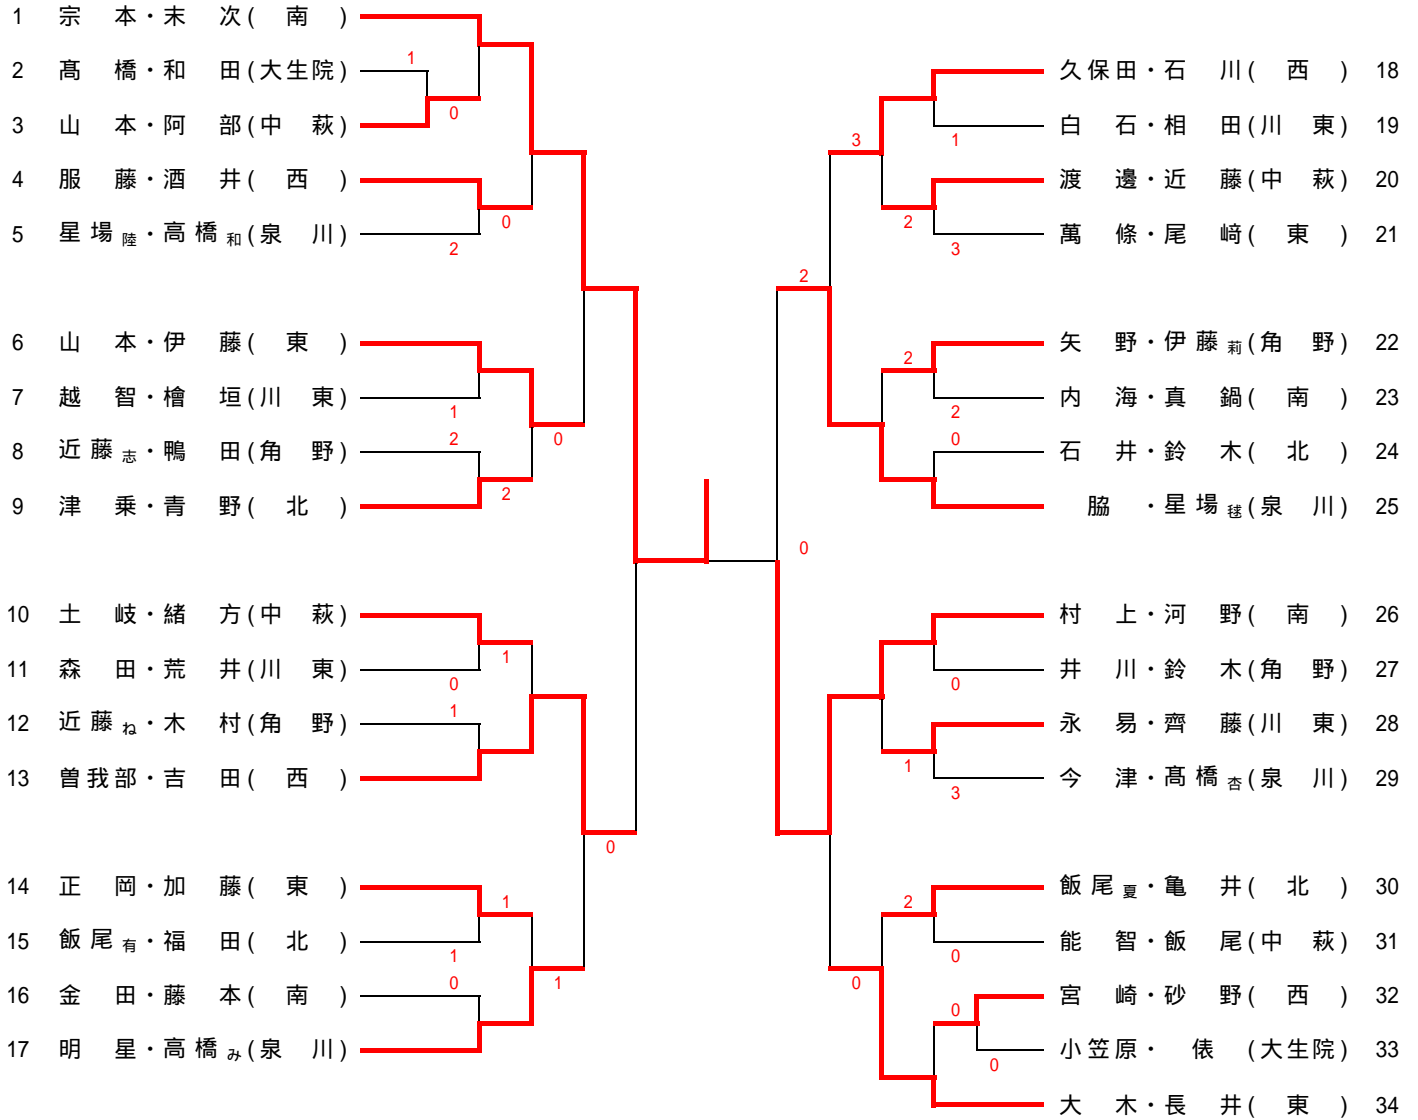 1 宗 本・末 次( 南 )
2 髙 橋・和 田(大生院)
3 山 本・阿 部(中 萩)
4 服 藤・酒 井( 西 )
5 星場陸・高橋和(泉 川)
6 山 本・伊 藤( 東 )
7 越 智・檜 垣(川 東)
8 近藤志・鴨 田(角 野)
9 津 乗・青 野( 北 )
10 土 岐・緒 方(中 萩)
11 森 田・荒 井(川 東)
12 近藤ね・木 村(角 野)
13 曽我部・吉 田( 西 )
14 正 岡・加 藤( 東 )
15 飯尾有・福 田( 北 )
16 金 田・藤 本( 南 )
17 明 星・高橋み(泉 川)
1
0
0
2
1
2
0
2
1
0
1
0
1
1
0
1
久保田・石 川( 西 ) 18
白 石・相 田(川 東) 19
渡 邊・近 藤(中 萩) 20
萬 條・尾 﨑( 東 ) 21
矢 野・伊藤莉(角 野) 22
内 海・真 鍋( 南 ) 23
石 井・鈴 木( 北 ) 24
脇 ・星場毬(泉 川) 25
村 上・河 野( 南 ) 26
井 川・鈴 木(角 野) 27
永 易・齊 藤(川 東) 28
今 津・髙橋杏(泉 川) 29
飯尾夏・亀 井( 北 ) 30
能 智・飯 尾(中 萩) 31
宮 崎・砂 野( 西 ) 32
小笠原・ 俵 (大生院) 33
大 木・長 井( 東 ) 34
3
1
2
3
2
2
2
0
0
0
1
3
2
0
0
0
0